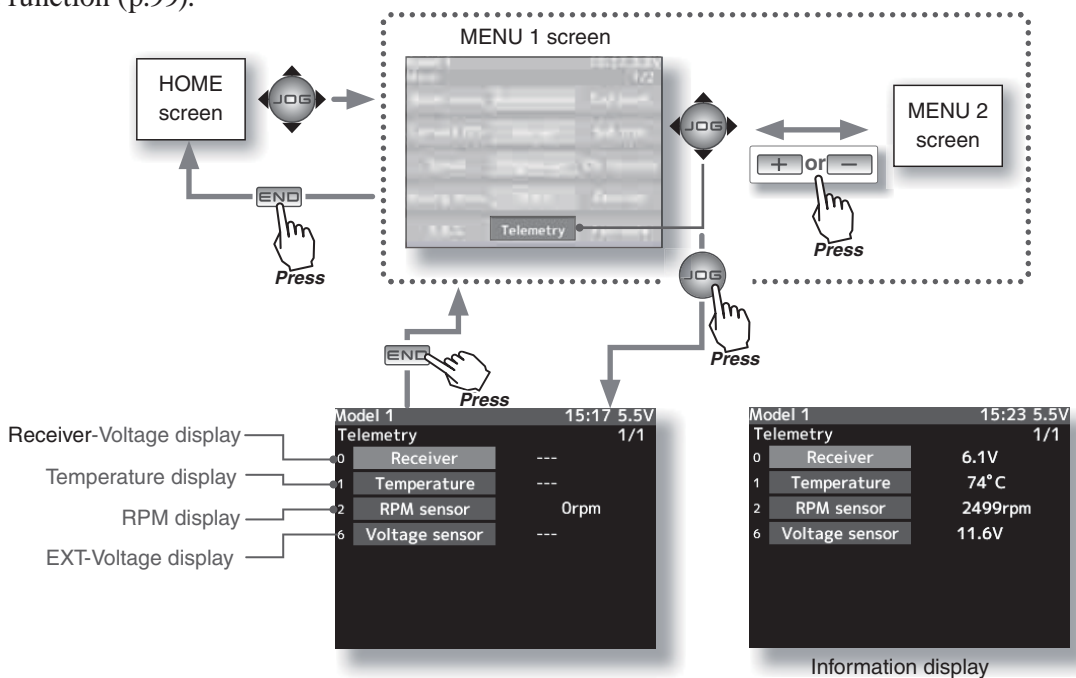 function (p.99).
MENU 1 screen
HOME
screen
JOG
JOG
MENU 2
screen
+ or −
Press
END
Press
Telemetry
JOG
Press
END
Press
Model 1 15:17 5.5V
Telemetry 1/1
Receiver-Voltage display
0 Receiver ---
Temperature display
1 Temperature ---
RPM display
2 RPM sensor 0rpm
EXT-Voltage display
6 Voltage sensor ---
Model 1 15:23 5.5V
Telemetry 1/1
0 Receiver 6.1V
1 Temperature 74°C
2 RPM sensor 2499rpm
6 Voltage sensor 11.6V
Information display